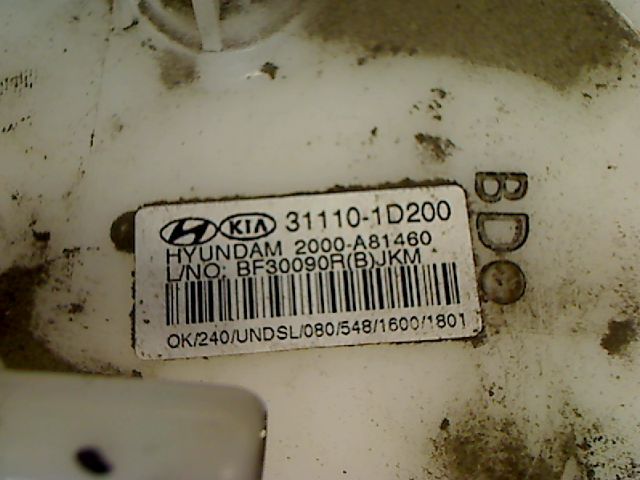 KIA 31110-1D200
HYUNDAM 2000-A81460
L/NO: BF30090R(B)JKM
OK/240/UNDSL/080/548/1600/1801
BD